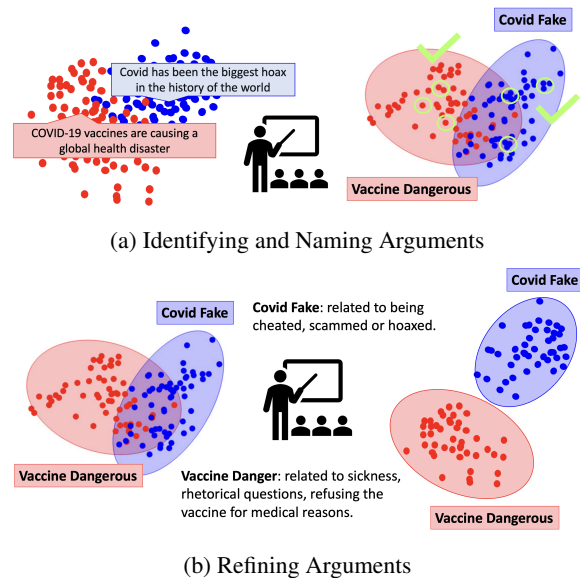 Covid Fake
Covid has been the biggest hoax
in the history of the world
COVID-19 vaccines are causing a
global health disaster
Vaccine Dangerous
(a) Identifying and Naming Arguments
Covid Fake
Covid Fake
Covid Fake: related to being
cheated, scammed or hoaxed.
Vaccine Dangerous
Vaccine Danger: related to sickness,
rhetorical questions, refusing the
vaccine for medical reasons.
Vaccine Dangerous
(b) Refining Arguments